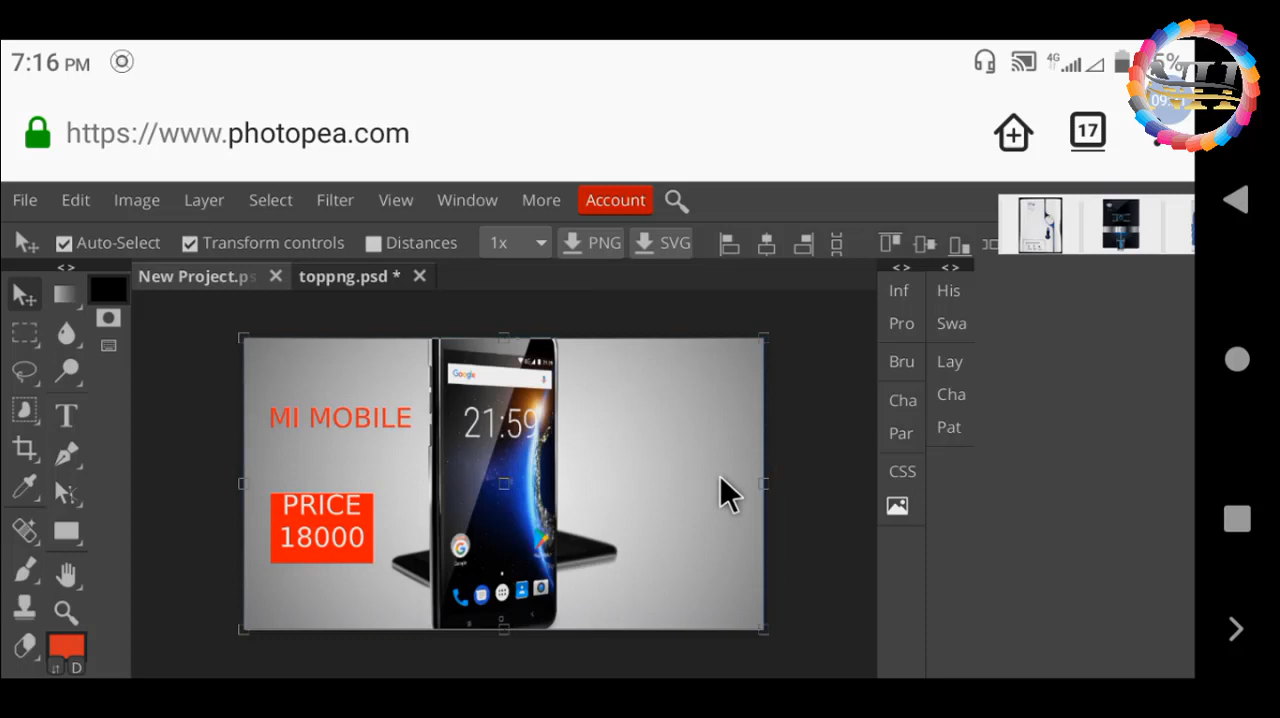 7:16 PM 4G
https://www.photopea.com 17
File Edit Image Layer Select Filter View Window More Account
Auto-Select Transform controls Distances 1x PNG SVG
New Project.ps toppng.psd *
Inf His
Pro Swa
Bru Lay
Cha Cha
Par Pat
CSS
T
D
Google
21:59
MI MOBILE
PRICE
18000